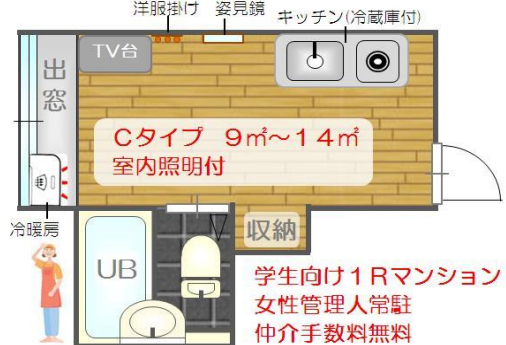 洋服掛け 姿見鏡 キッチン(冷蔵庫付)
TV台
出窓
Cタイプ 9㎡～14㎡
室内照明付
冷暖房
収納
UB
学生向け1Rマンション
女性管理人常駐
仲介手数料無料